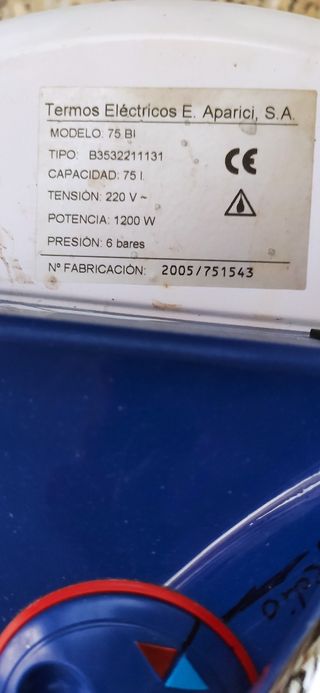 Termos Eléctricos E. Aparici, S.A.
MODELO: 75 BI
TIPO: B3532211131
CAPACIDAD: 75 l.
TENSIÓN: 220 V ~
POTENCIA: 1200 W
PRESIÓN: 6 bares
Nº FABRICACIÓN: 2005/751543
CE